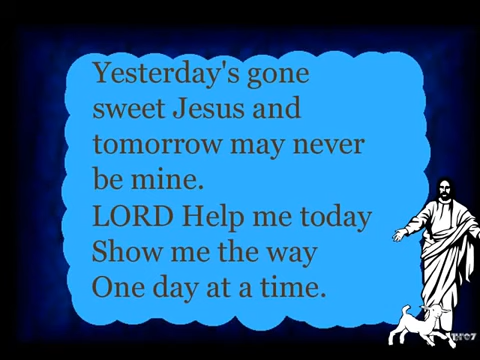 Yesterday's gone
sweet Jesus and
tomorrow may never
be mine.
LORD Help me today
Show me the way
One day at a time.